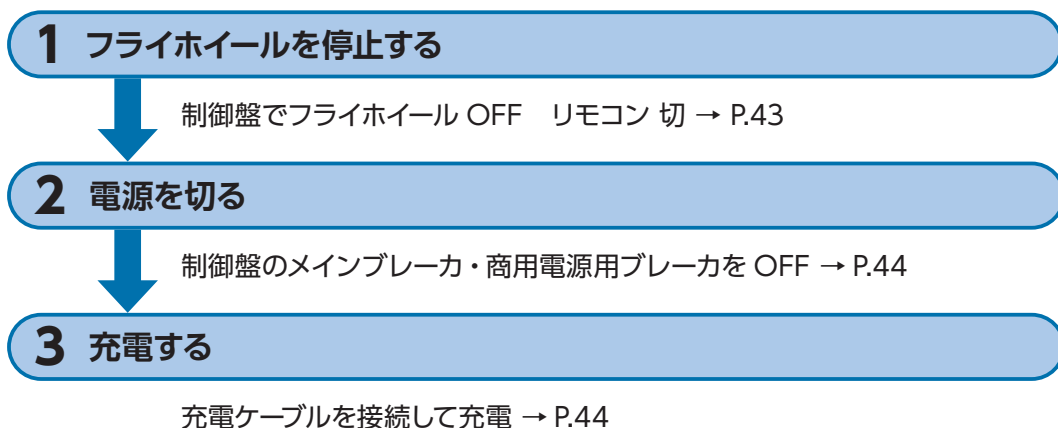 1 フライホイールを停止する
制御盤でフライホイール OFF　リモコン 切 → P.43
2 電源を切る
制御盤のメインブレーカ・商用電源用ブレーカを OFF → P.44
3 充電する
充電ケーブルを接続して充電 → P.44